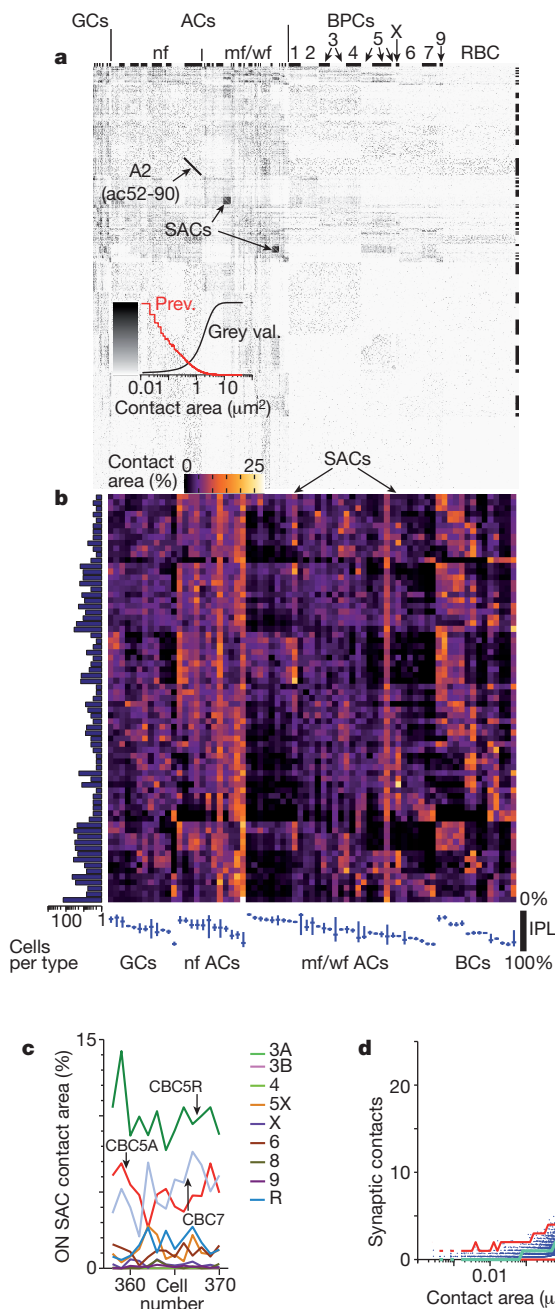 GCs ACs BPCs X 9
a nf mf/wf 1 2 3 4 5 6 7 RBC
A2
(ac52-90)
SACs
Prev.
Grey val.
0.01 1 10
Contact area (μm²)
Contact
area (%)
0 25
SACs
b
0%
IPL
100%
100 1
Cells
per type
GCs nf ACs mf/wf ACs BCs
c
15
0
ON SAC contact area (%)
CBC5R
CBC5A
CBC7
360 370
Cell
number
3A
3B
4
5X
X
6
8
9
R
d
20
10
0
Synaptic contacts
0.01
Contact area (μ